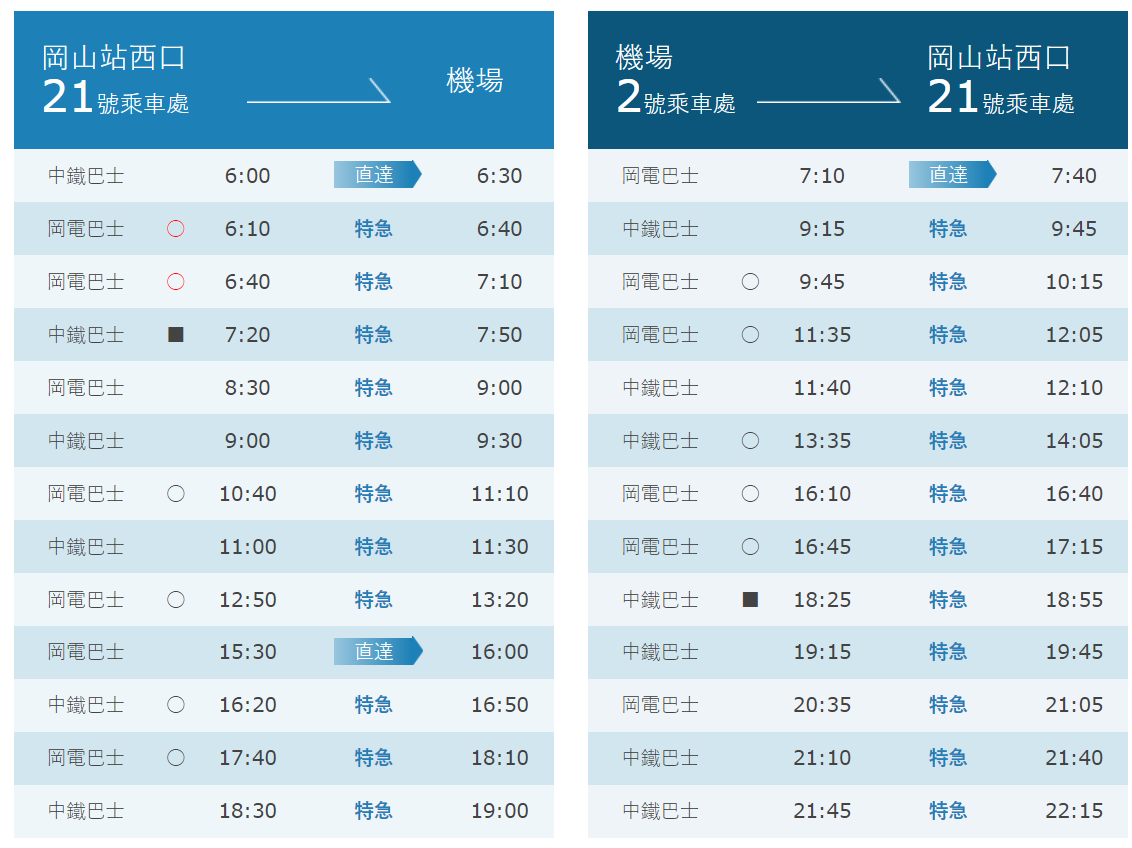 岡山站西口
21號乘車處
機場
中鐵巴士 6:00 直達 6:30
岡電巴士 ○ 6:10 特急 6:40
岡電巴士 ○ 6:40 特急 7:10
中鐵巴士 ■ 7:20 特急 7:50
岡電巴士 8:30 特急 9:00
中鐵巴士 9:00 特急 9:30
岡電巴士 ○ 10:40 特急 11:10
中鐵巴士 11:00 特急 11:30
岡電巴士 ○ 12:50 特急 13:20
岡電巴士 15:30 直達 16:00
中鐵巴士 ○ 16:20 特急 16:50
岡電巴士 ○ 17:40 特急 18:10
中鐵巴士 18:30 特急 19:00
機場
2號乘車處
岡山站西口
21號乘車處
岡電巴士 7:10 直達 7:40
中鐵巴士 9:15 特急 9:45
岡電巴士 ○ 9:45 特急 10:15
岡電巴士 ○ 11:35 特急 12:05
中鐵巴士 11:40 特急 12:10
中鐵巴士 ○ 13:35 特急 14:05
岡電巴士 ○ 16:10 特急 16:40
岡電巴士 ○ 16:45 特急 17:15
中鐵巴士 ■ 18:25 特急 18:55
中鐵巴士 19:15 特急 19:45
岡電巴士 20:35 特急 21:05
中鐵巴士 21:10 特急 21:40
中鐵巴士 21:45 特急 22:15